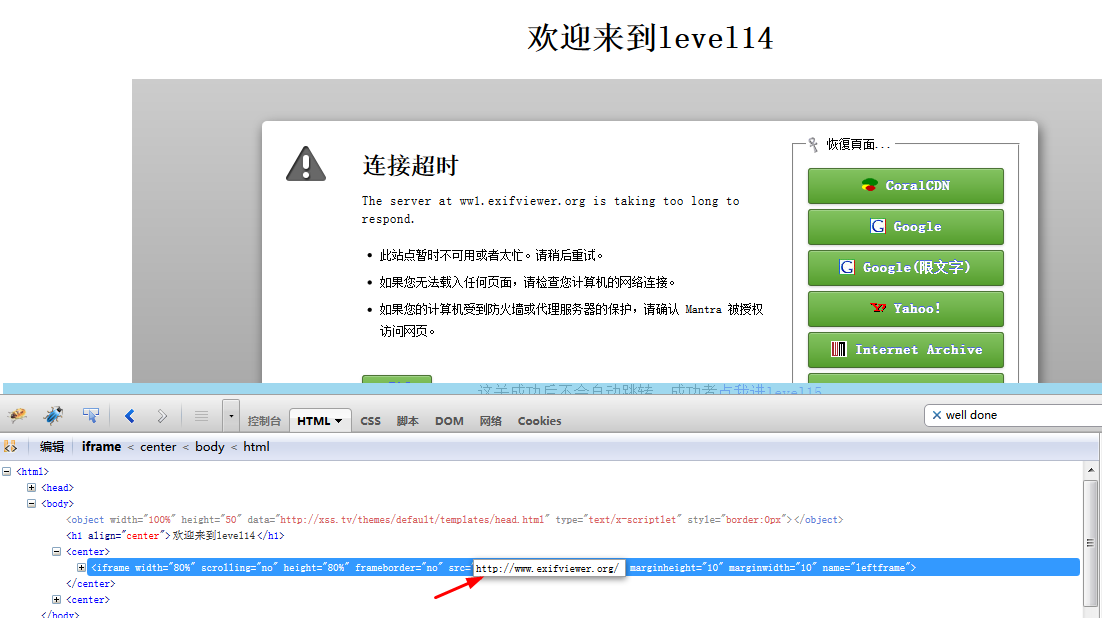 欢迎来到level14
连接超时
The server at ww1.exifviewer.org is taking too long to
respond.
此站点暂时不可用或者太忙。请稍后重试。
如果您无法载入任何页面，请检查您计算机的网络连接。
如果您的计算机受到防火墙或代理服务器的保护，请确认 Mantra 被授权
访问网页。
恢復頁面...
CoralCDN
Google
Google(限文字)
Yahoo!
Internet Archive
这关成功后不会自动跳转。成功者点我进level15
控制台 HTML CSS 脚本 DOM 网络 Cookies
well done
编辑 iframe < center < body < html
<html>
<head>
<body>
<object width="100%" height="50" data="http://xss.tv/themes/default/templates/head.html" type="text/x-scriptlet" style="border:0px"></object>
<h1 align="center">欢迎来到level14</h1>
<center>
<iframe width="80%" scrolling="no" height="80%" frameborder="no" src="http://www.exifviewer.org/ marginheight="10" marginwidth="10" name="leftframe">
</center>
<center>
</body>